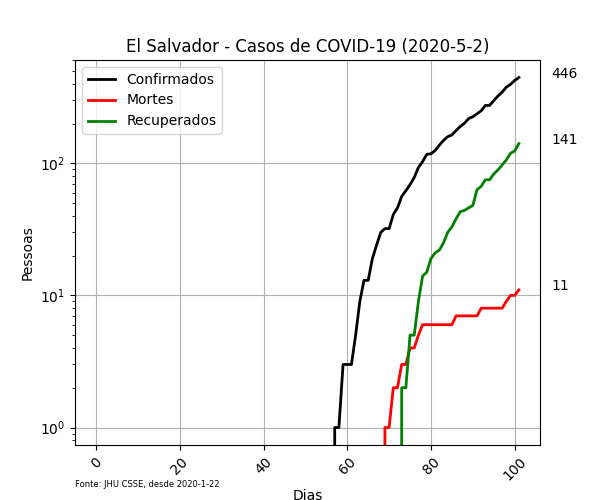 El Salvador - Casos de COVID-19 (2020-5-2)
Confirmados
Mortes
Recuperados
446
141
11
Pessoas
10²
10¹
10⁰
0 20 40 60 80 100
Fonte: JHU CSSE, desde 2020-1-22
Dias